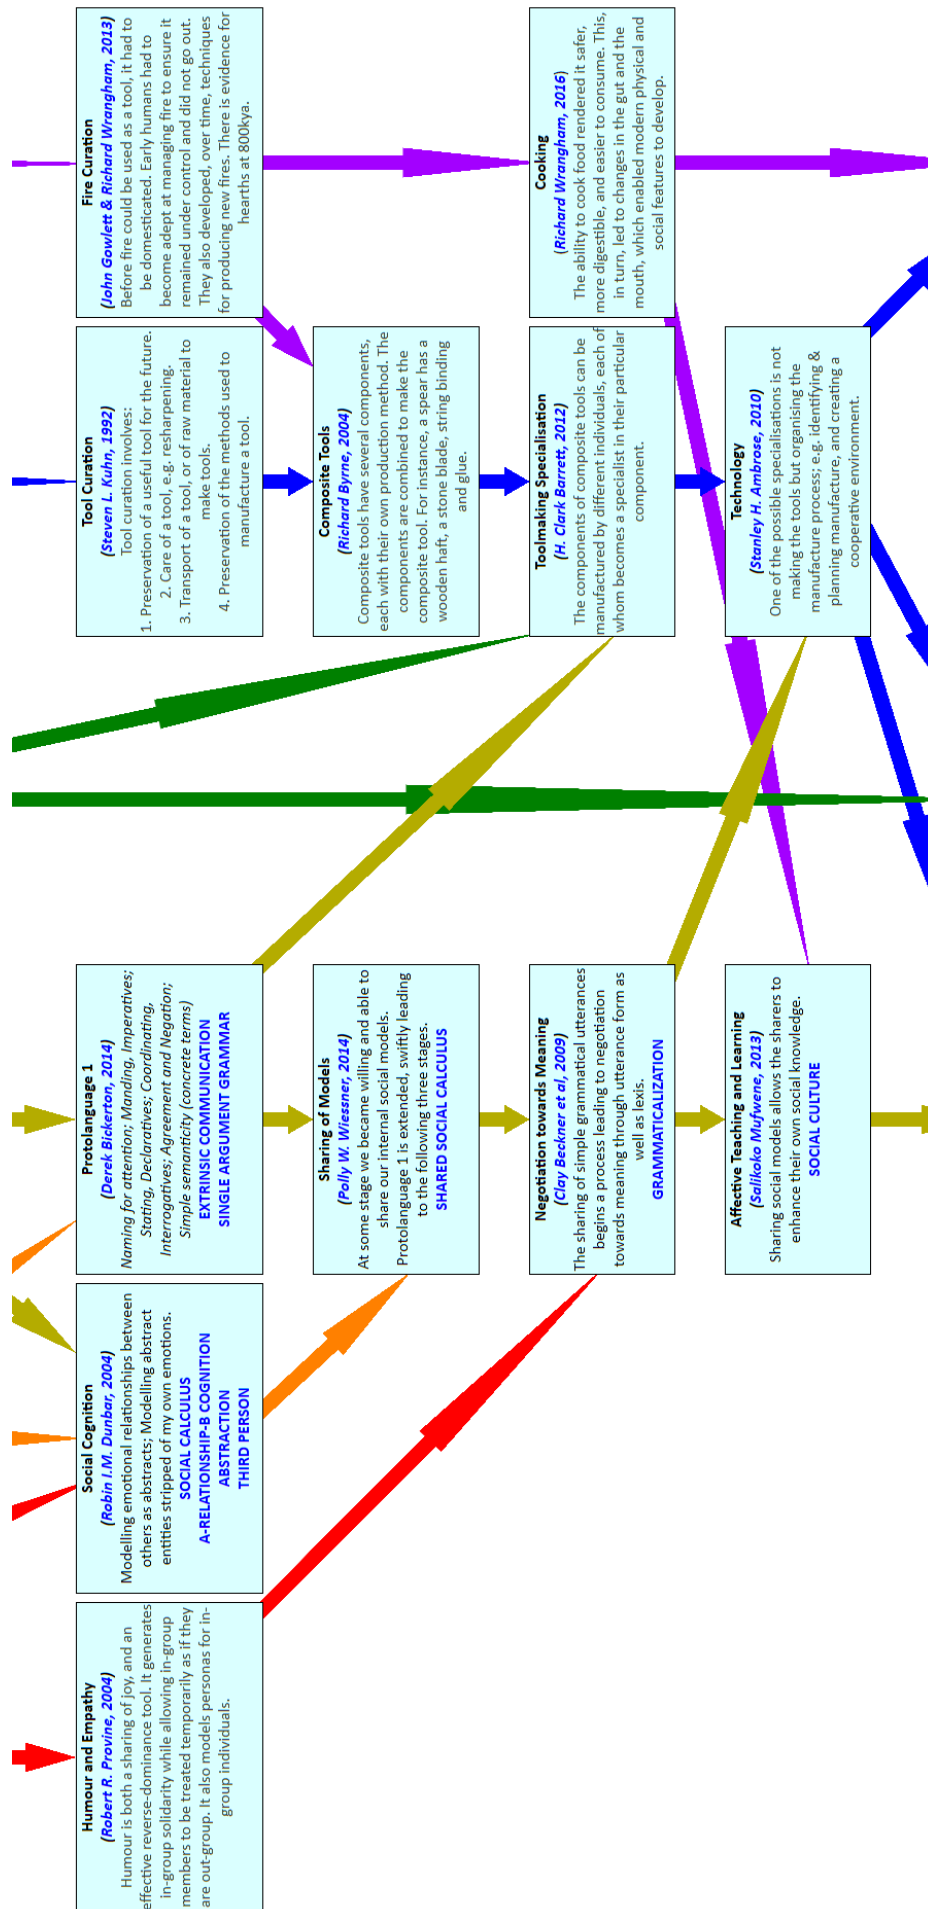 Humour and Empathy
(Robert R. Provine, 2004)
Humour is both a sharing of joy, and an
effective reverse-dominance tool. It generates
in-group solidarity while allowing in-group
members to be treated temporarily as if they
are out-group. It also models personas for in-
group individuals.
Social Cognition
(Robin I.M. Dunbar, 2004)
Modelling emotional relationships between
others as abstracts; Modelling abstract
entities stripped of my own emotions.
SOCIAL CALCULUS
A-RELATIONSHIP-B COGNITION
ABSTRACTION
THIRD PERSON
Protolanguage 1
(Derek Bickerton, 2014)
Naming for attention; Manding, Imperatives;
Stating, Declaratives; Coordinating,
Interrogatives; Agreement and Negation;
Simple semanticity (concrete terms)
EXTRINSIC COMMUNICATION
SINGLE ARGUMENT GRAMMAR
Tool Curation
(Steven L. Kuhn, 1992)
Tool curation involves:
1. Preservation of a useful tool for the future.
2. Care of a tool, e.g. resharpening.
3. Transport of a tool, or of raw material to
make tools.
4. Preservation of the methods used to
manufacture a tool.
Fire Curation
(John Gowlett & Richard Wrangham, 2013)
Before fire could be used as a tool, it had to
be domesticated. Early humans had to
become adept at managing fire to ensure it
remained under control and did not go out.
They also developed, over time, techniques
for producing new fires. There is evidence for
hearths at 800kya.
Sharing of Models
(Polly W. Wiessner, 2014)
At some stage we became willing and able to
share our internal social models.
Protolanguage 1 is extended, swiftly leading
to the following three stages.
SHARED SOCIAL CALCULUS
Composite Tools
(Richard Byrne, 2004)
Composite tools have several components,
each with their own production method. The
components are combined to make the
composite tool. For instance, a spear has a
wooden haft, a stone blade, string binding
and glue.
Negotiation towards Meaning
(Clay Beckner et al, 2009)
The sharing of simple grammatical utterances
begins a process leading to negotiation
towards meaning through utterance form as
well as lexis.
GRAMMATICALIZATION
Toolmaking Specialisation
(H. Clark Barrett, 2012)
The components of composite tools can be
manufactured by different individuals, each of
whom becomes a specialist in their particular
component.
Cooking
(Richard Wrangham, 2016)
The ability to cook food rendered it safer,
more digestible, and easier to consume. This,
in turn, led to changes in the gut and the
mouth, which enabled modern physical and
social features to develop.
Affective Teaching and Learning
(Salikoko Mufwene, 2013)
Sharing social models allows the sharers to
enhance their own social knowledge.
SOCIAL CULTURE
Technology
(Stanley H. Ambrose, 2010)
One of the possible specialisations is not
making the tools but organising the
manufacture process; e.g. identifying &
planning manufacture, and creating a
cooperative environment.